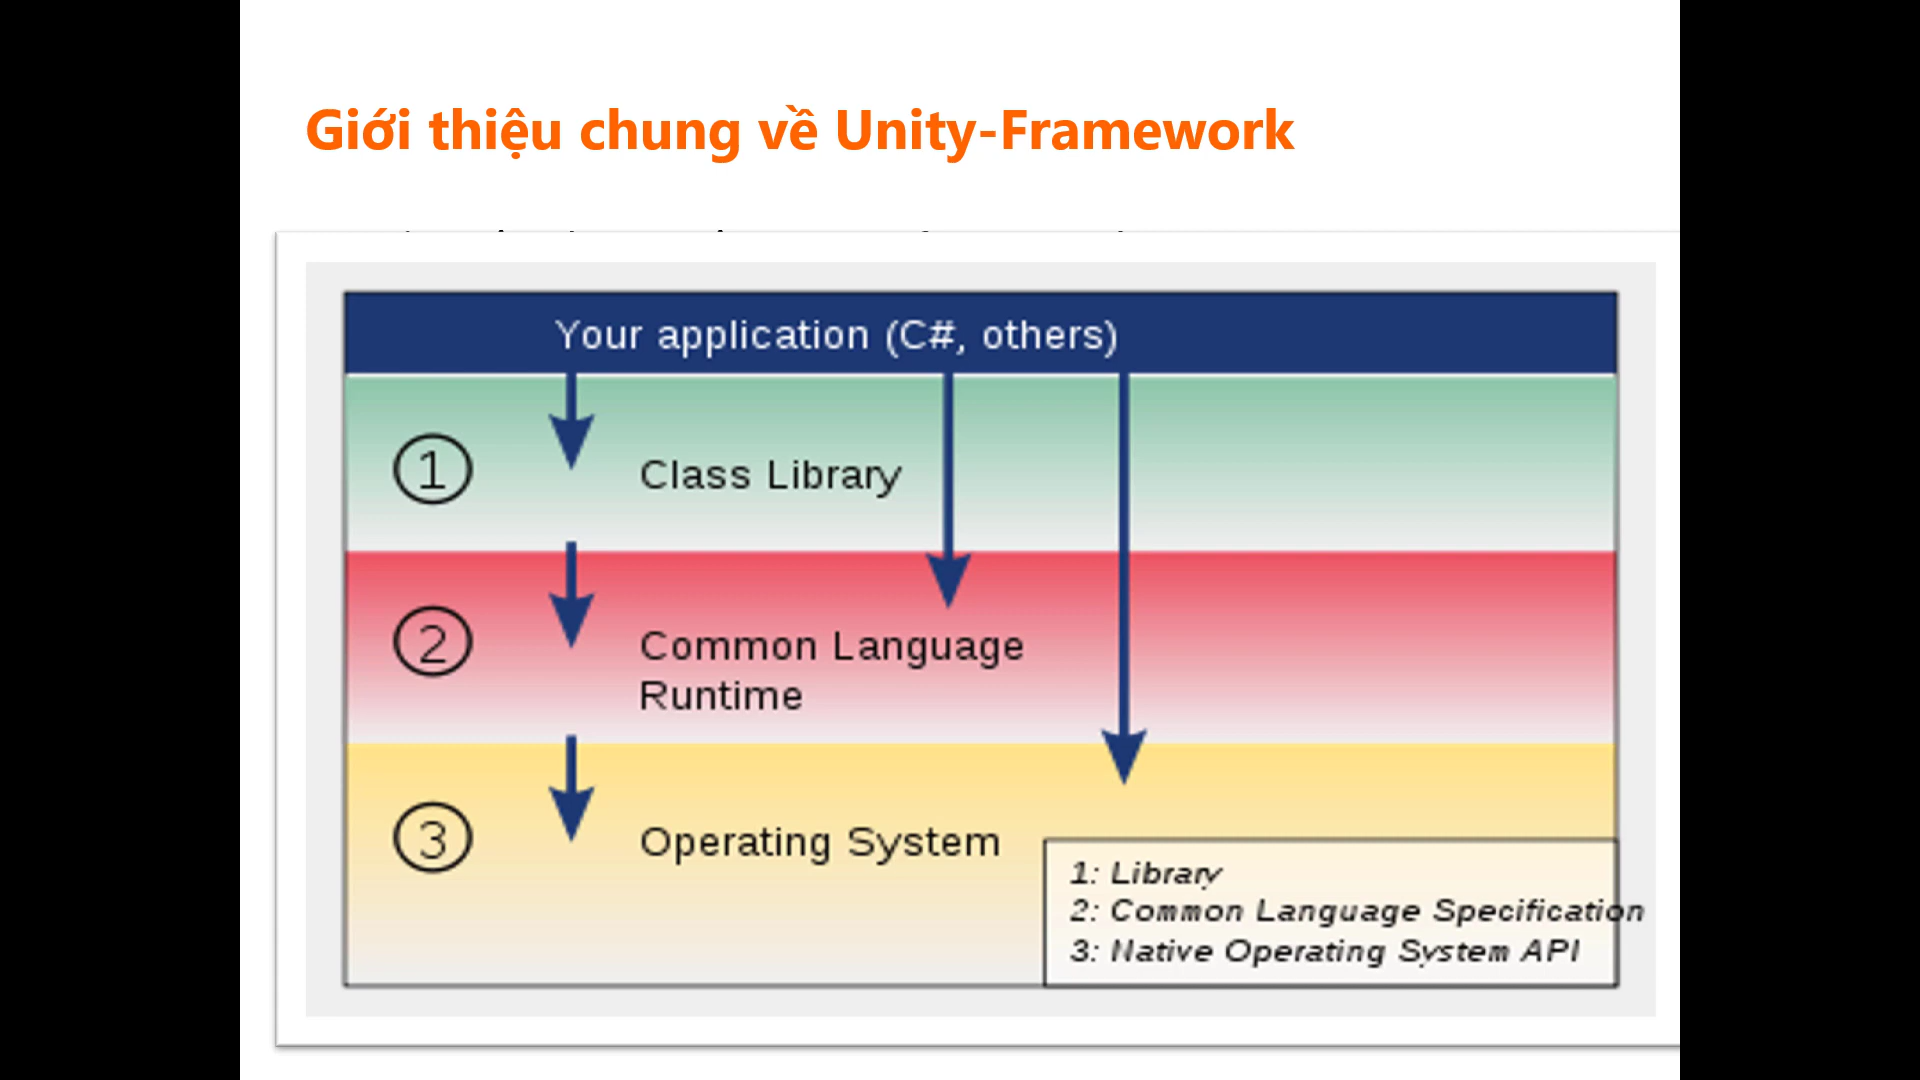 Giới thiệu chung về Unity-Framework
Your application (C#, others)
1
Class Library
2
Common Language
Runtime
3
Operating System
1: Library
2: Common Language Specification
3: Native Operating System API